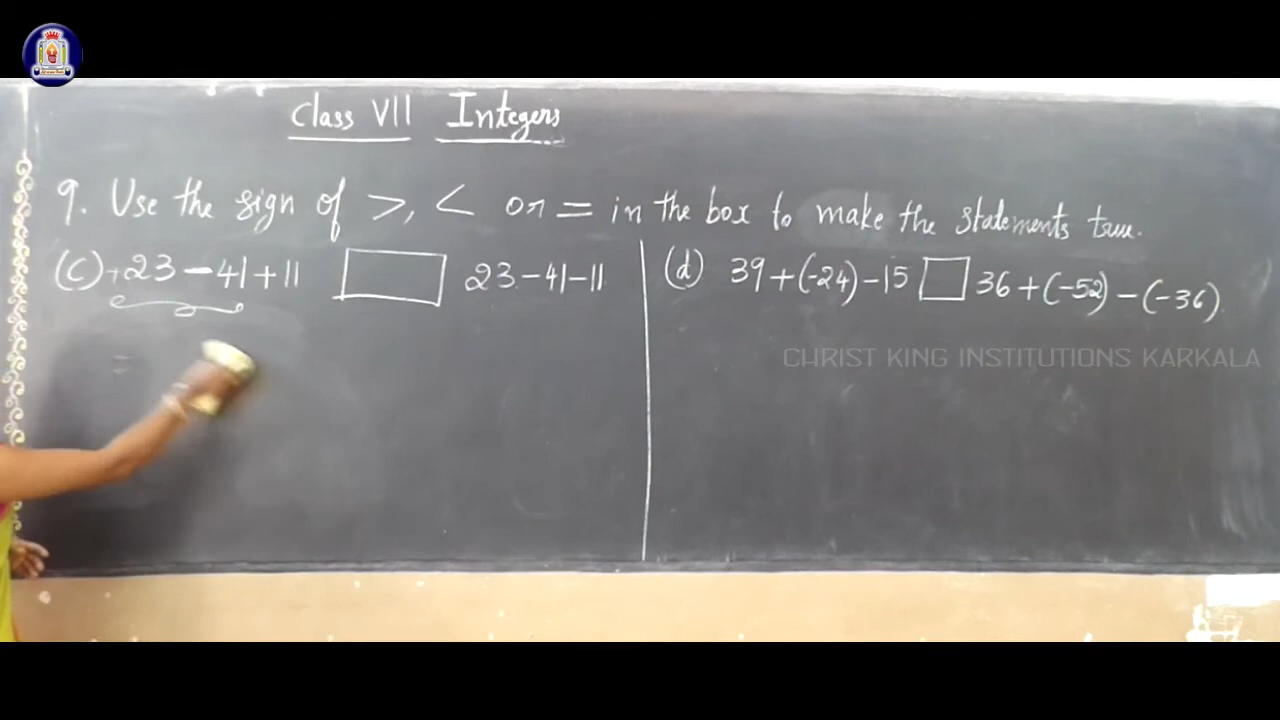 Class VII Integers
9. Use the sign of >, < or = in the box to make the statements true.
(c) +23 - 41 + 11 □ 23 - 41 - 11
(d) 39 + (-24) - 15 □ 36 + (-52) - (-36)
=
CHRIST KING INSTITUTIONS KARKALA